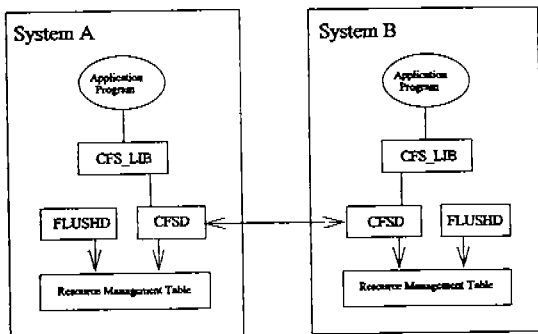 System A
Application
Program
CFS_LIB
FLUSHD
CFSD
Resource Management Table
System B
Application
Program
CFS_LIB
CFSD
FLUSHD
Resource Management Table